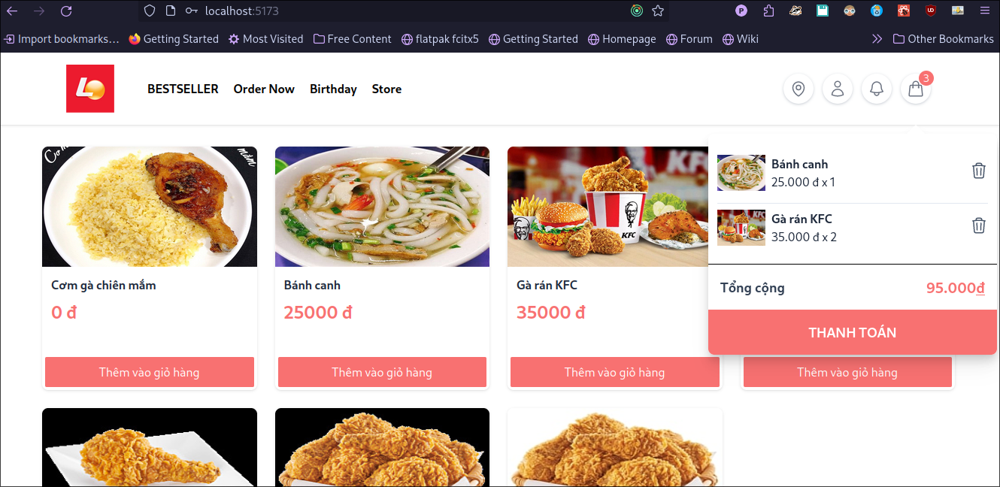 localhost:5173
Import bookmarks… Getting Started Most Visited Free Content flatpak fcitx5 Getting Started Homepage Forum Wiki Other Bookmarks
BESTSELLER Order Now Birthday Store
3
Cơm gà chiên mắm
0 đ
Thêm vào giỏ hàng
Bánh canh
25000 đ
Thêm vào giỏ hàng
KFC
Gà rán KFC
35000 đ
Thêm vào giỏ hàng
Bánh canh
25.000 đ x 1
Gà rán KFC
35.000 đ x 2
Tổng cộng 95.000₫
THANH TOÁN
Thêm vào giỏ hàng